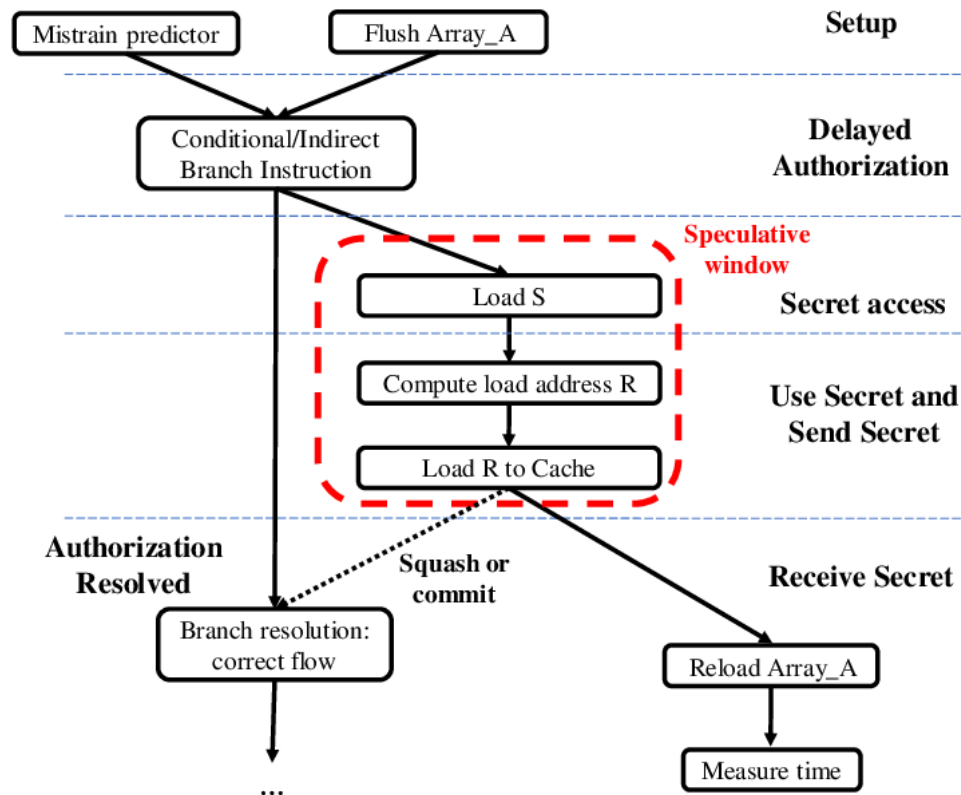 Mistrain predictor
Flush Array_A
Setup
Conditional/Indirect
Branch Instruction
Delayed
Authorization
Speculative
window
Load S
Secret access
Compute load address R
Use Secret and
Send Secret
Load R to Cache
Authorization
Resolved
Squash or
commit
Receive Secret
Branch resolution:
correct flow
Reload Array_A
Measure time
...